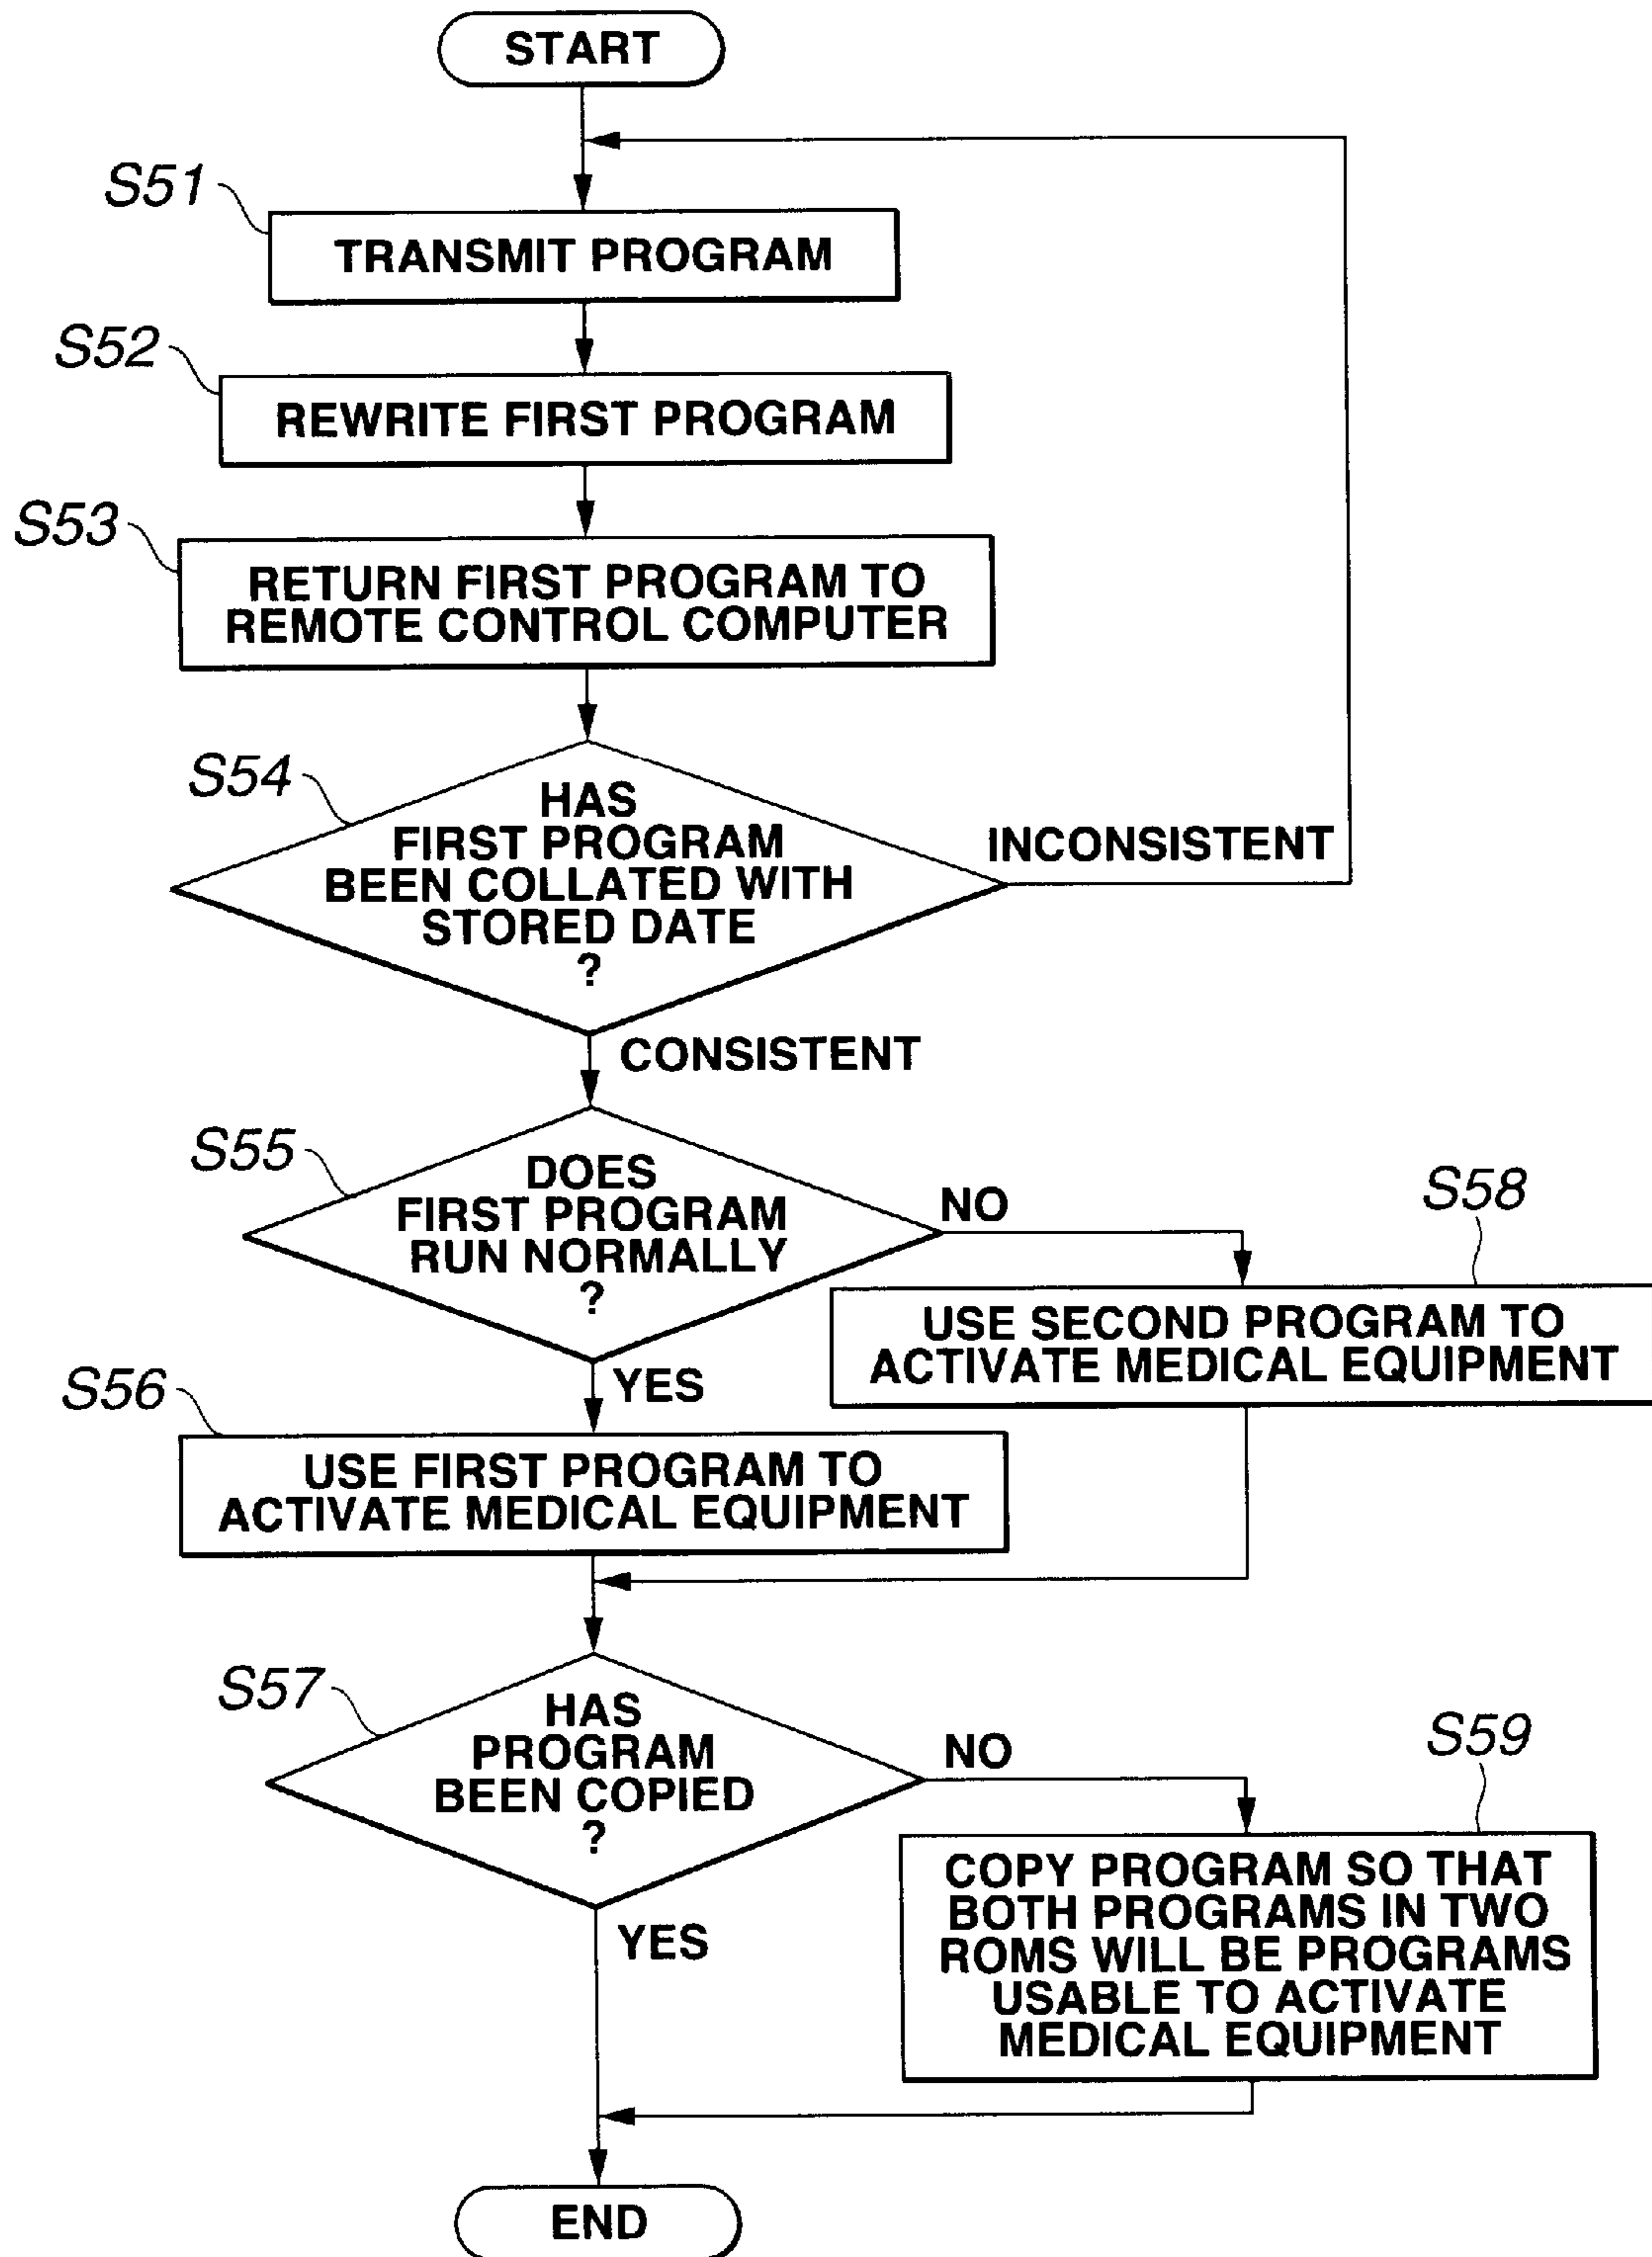 START
S51
TRANSMIT PROGRAM
S52
REWRITE FIRST PROGRAM
S53
RETURN FIRST PROGRAM TO
REMOTE CONTROL COMPUTER
S54
HAS
FIRST PROGRAM
BEEN COLLATED WITH
STORED DATE
?
INCONSISTENT
CONSISTENT
S55
DOES
FIRST PROGRAM
RUN NORMALLY
?
NO
S58
USE SECOND PROGRAM TO
ACTIVATE MEDICAL EQUIPMENT
YES
S56
USE FIRST PROGRAM TO
ACTIVATE MEDICAL EQUIPMENT
S57
HAS
PROGRAM
BEEN COPIED
?
NO
S59
COPY PROGRAM SO THAT
BOTH PROGRAMS IN TWO
ROMS WILL BE PROGRAMS
USABLE TO ACTIVATE
MEDICAL EQUIPMENT
YES
END